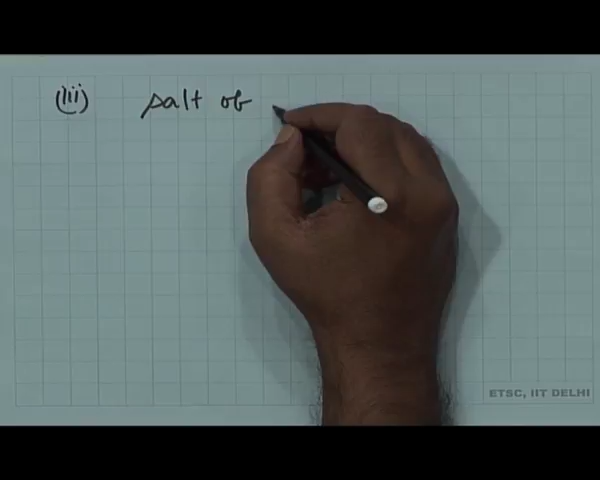 (iii) salt of
ETSC, IIT DELHI